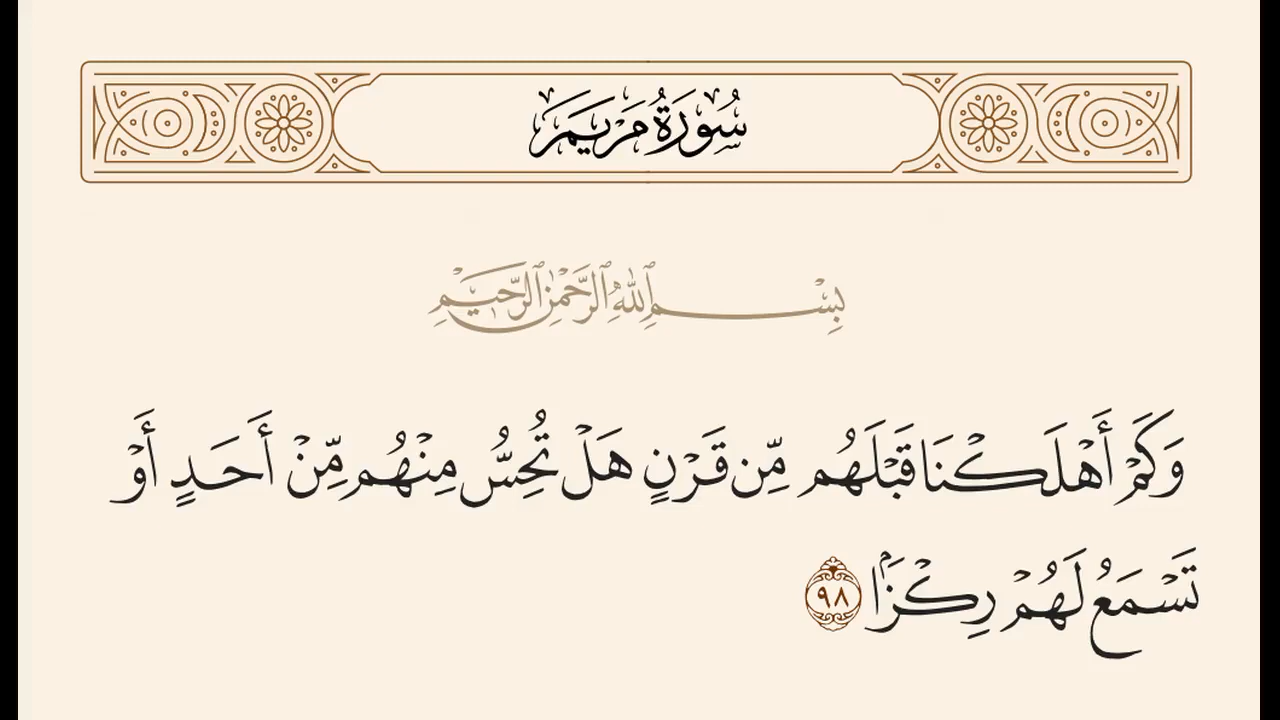 سُورَةُ مَرْيَمَ
بِسْمِ ٱللَّهِ ٱلرَّحْمَٰنِ ٱلرَّحِيمِ
وَكَمْ أَهْلَكْنَا قَبْلَهُم مِّن قَرْنٍ هَلْ تُحِسُّ مِنْهُم مِّنْ أَحَدٍ أَوْ
تَسْمَعُ لَهُمْ رِكْزَۢا ٩٨